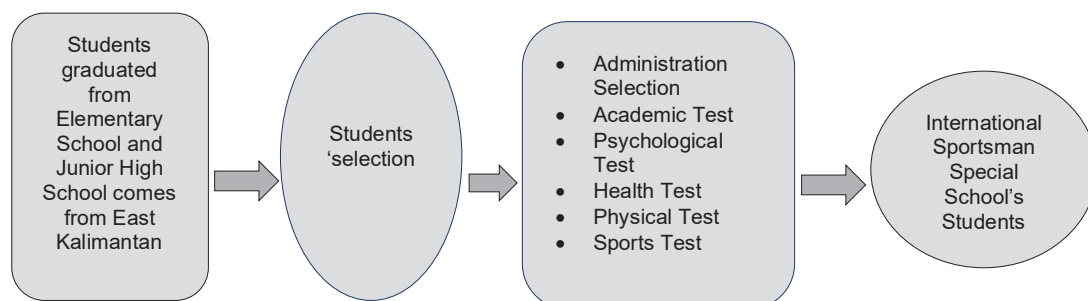 Students
graduated
from
Elementary
School and
Junior High
School comes
from East
Kalimantan
Students
‘selection
• Administration
Selection
• Academic Test
• Psychological
Test
• Health Test
• Physical Test
• Sports Test
International
Sportsman
Special
School’s
Students